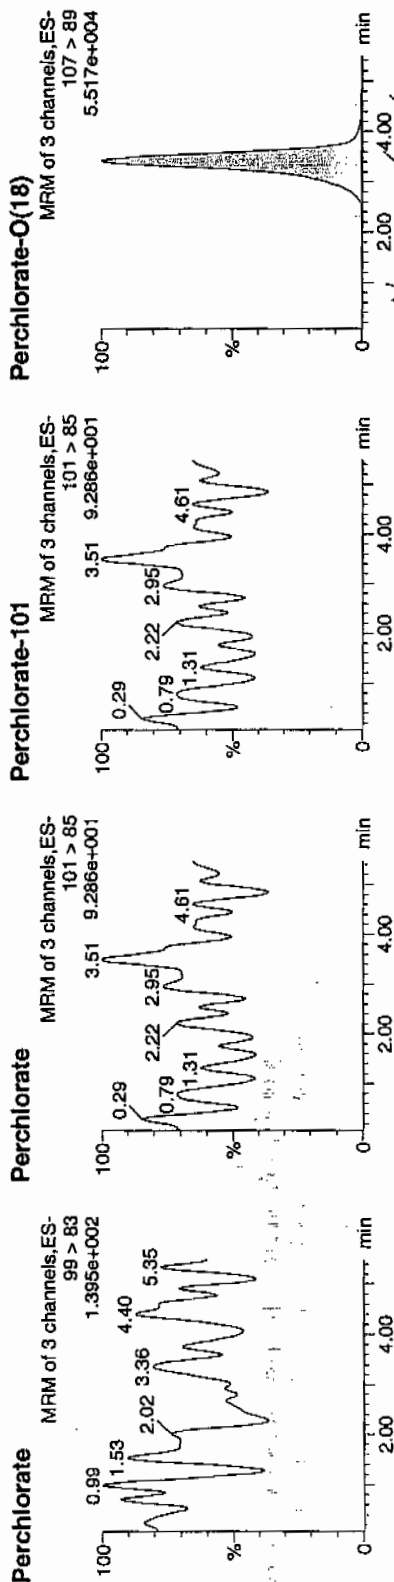 Perchlorate
MRM of 3 channels,ES-
99 > 83
1.395e+002
100
%
0
0.99
1.53
2.02
3.36
4.40
5.35
2.00
4.00
min
Perchlorate
MRM of 3 channels,ES-
101 > 85
9.286e+001
100
%
0
0.29
0.79
1.31
2.22
2.95
3.51
4.61
2.00
4.00
min
Perchlorate-101
MRM of 3 channels,ES-
101 > 85
9.286e+001
100
%
0
0.29
0.79
1.31
2.22
2.95
3.51
4.61
2.00
4.00
min
Perchlorate-O(18)
MRM of 3 channels,ES-
107 > 89
5.517e+004
100
%
0
2.00
4.00
min